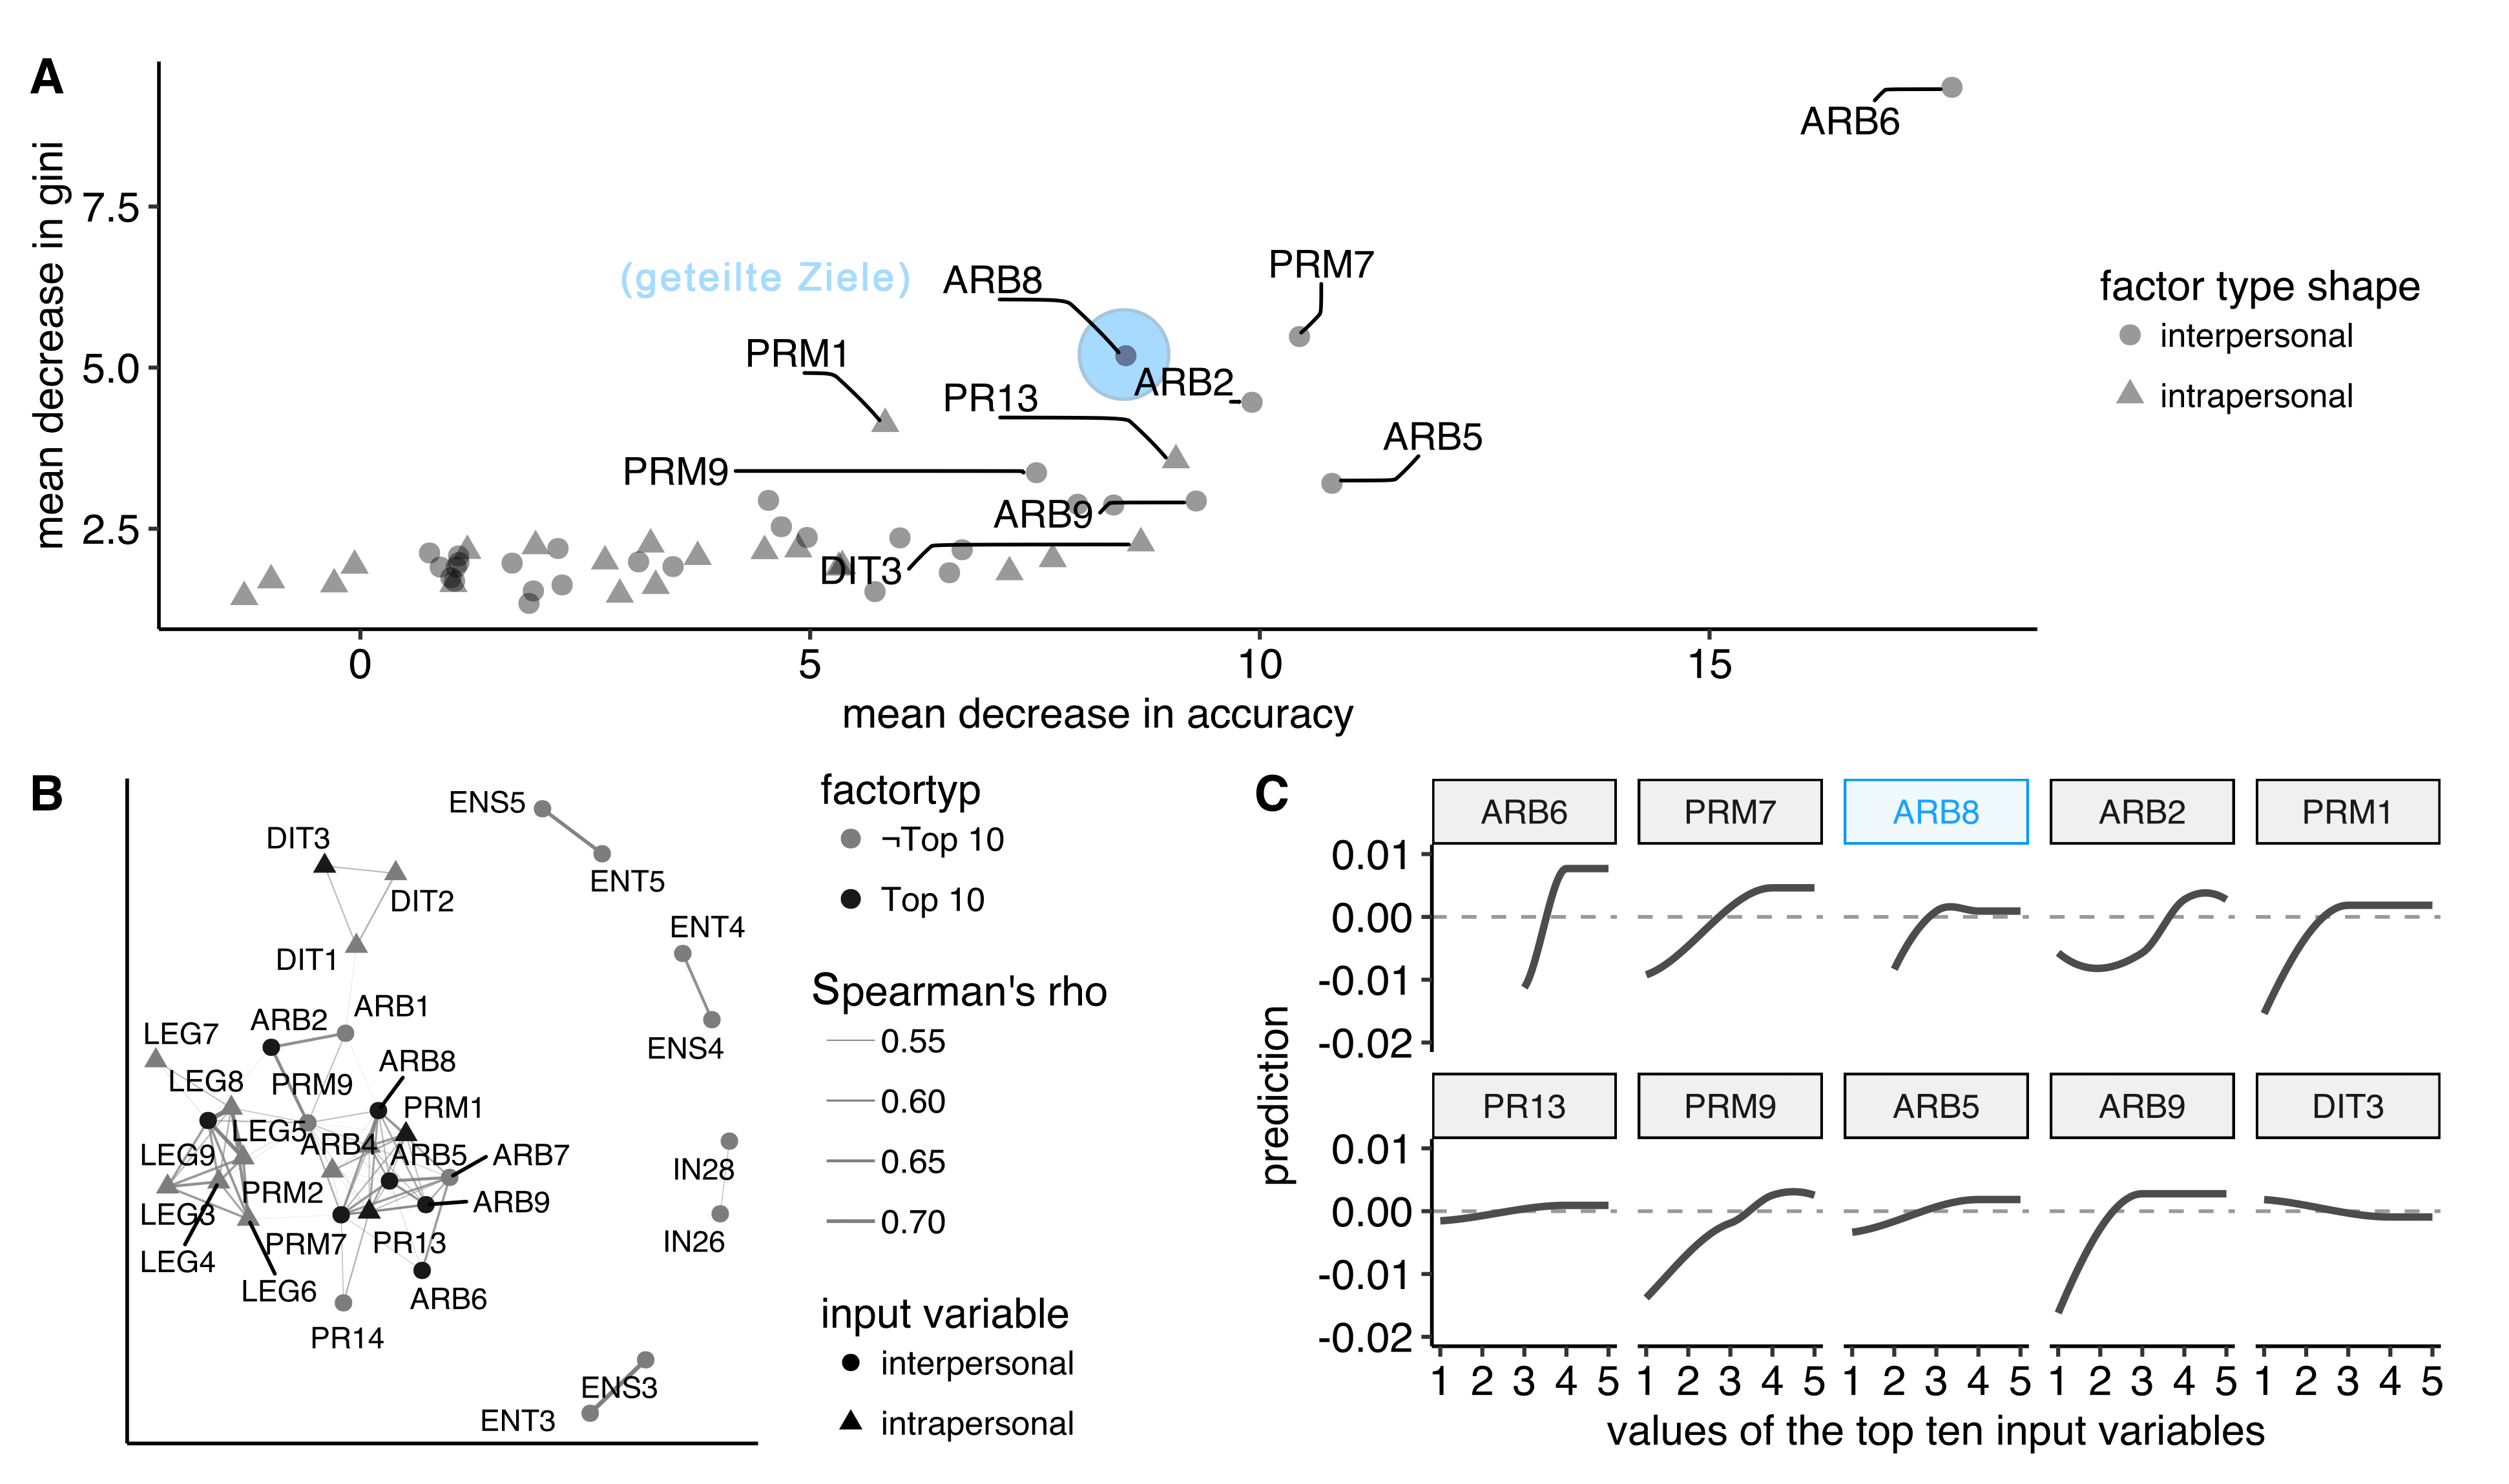 A
mean decrease in gini
7.5
5.0
2.5
ARB6
(geteilte Ziele)
ARB8
PRM7
PRM1
ARB2
PR13
ARB5
PRM9
ARB9
DIT3
0
5
10
15
mean decrease in accuracy
factor type shape
interpersonal
intrapersonal
B
ENS5
DIT3
ENT5
DIT2
ENT4
DIT1
ARB1
ARB2
LEG7
ENS4
ARB8
LEG8
PRM9
PRM1
LEG5
ARB4
LEG9
ARB5
ARB7
IN28
PRM2
ARB9
LEG3
PRM7
PR13
IN26
LEG4
LEG6
ARB6
PR14
ENS3
ENT3
factortyp
¬Top 10
Top 10
Spearman's rho
0.55
0.60
0.65
0.70
input variable
interpersonal
intrapersonal
C
prediction
ARB6
PRM7
ARB8
ARB2
PRM1
0.01
0.00
-0.01
-0.02
PR13
PRM9
ARB5
ARB9
DIT3
0.01
0.00
-0.01
-0.02
1 2 3 4 5
1 2 3 4 5
1 2 3 4 5
1 2 3 4 5
1 2 3 4 5
values of the top ten input variables